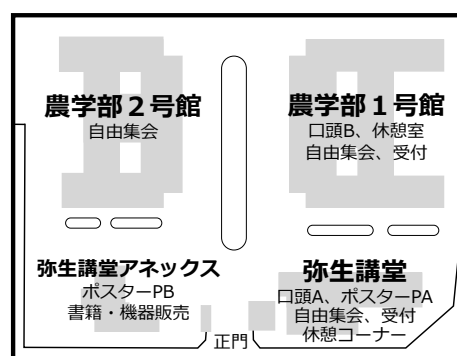 農学部２号館
自由集会
農学部１号館
口頭B、休憩室
自由集会、受付
弥生講堂アネックス
ポスターPB
書籍・機器販売
弥生講堂
口頭A、ポスターPA
自由集会、受付
休憩コーナー
正門